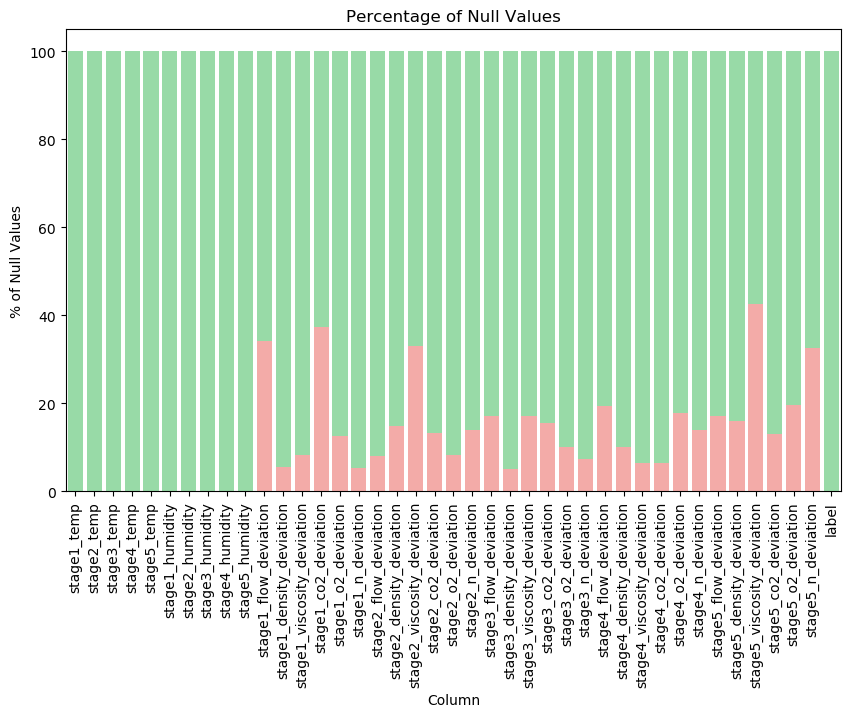 Percentage of Null Values
100
80
60
40
20
0
% of Null Values
stage1_temp
stage2_temp
stage3_temp
stage4_temp
stage5_temp
stage1_humidity
stage2_humidity
stage3_humidity
stage4_humidity
stage5_humidity
stage1_flow_deviation
stage1_density_deviation
stage1_viscosity_deviation
stage1_co2_deviation
stage1_o2_deviation
stage1_n_deviation
stage2_flow_deviation
stage2_density_deviation
stage2_viscosity_deviation
stage2_co2_deviation
stage2_o2_deviation
stage2_n_deviation
stage3_flow_deviation
stage3_density_deviation
stage3_viscosity_deviation
stage3_co2_deviation
stage3_o2_deviation
stage3_n_deviation
stage4_flow_deviation
stage4_density_deviation
stage4_viscosity_deviation
stage4_co2_deviation
stage4_o2_deviation
stage4_n_deviation
stage5_flow_deviation
stage5_density_deviation
stage5_viscosity_deviation
stage5_co2_deviation
stage5_o2_deviation
stage5_n_deviation
label
Column